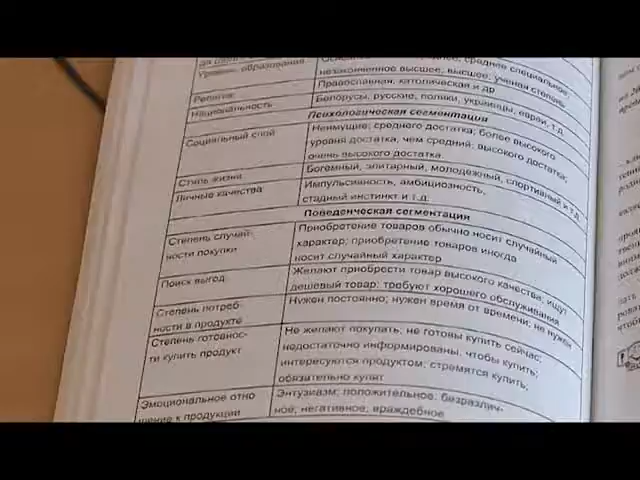 Уровень образования
среднее специальное;
незаконченное высшее; высшее; ученая степень
Религия
Православная, католическая и др
Национальность
Белорусы, русские, поляки, украинцы, евреи, т.д.
Психологическая сегментация
Социальный слой
Неимущие; среднего достатка; более высокого
уровня достатка, чем средний; высокого достатка;
очень высокого достатка
Стиль жизни
Богемный, элитарный, молодежный, спортивный и т.д.
Личные качества
Импульсивность, амбициозность,
стадный инстинкт и т.д.
Поведенческая сегментация
Степень случай-
ности покупки
Приобретение товаров обычно носит случайный
характер; приобретение товаров иногда
носит случайный характер
Поиск выгод
Желают приобрести товар высокого качества; ищут
дешевый товар; требуют хорошего обслуживания
Степень потреб-
ности в продукте
Нужен постоянно; нужен время от времени; не нужен
Степень готовнос-
ти купить продукт
Не желают покупать; не готовы купить сейчас;
недостаточно информированы, чтобы купить;
интересуются продуктом; стремятся купить;
обязательно купят
Эмоциональное отно
шение к продукции
Энтузиазм; положительное; безразлич-
ное; негативное; враждебное